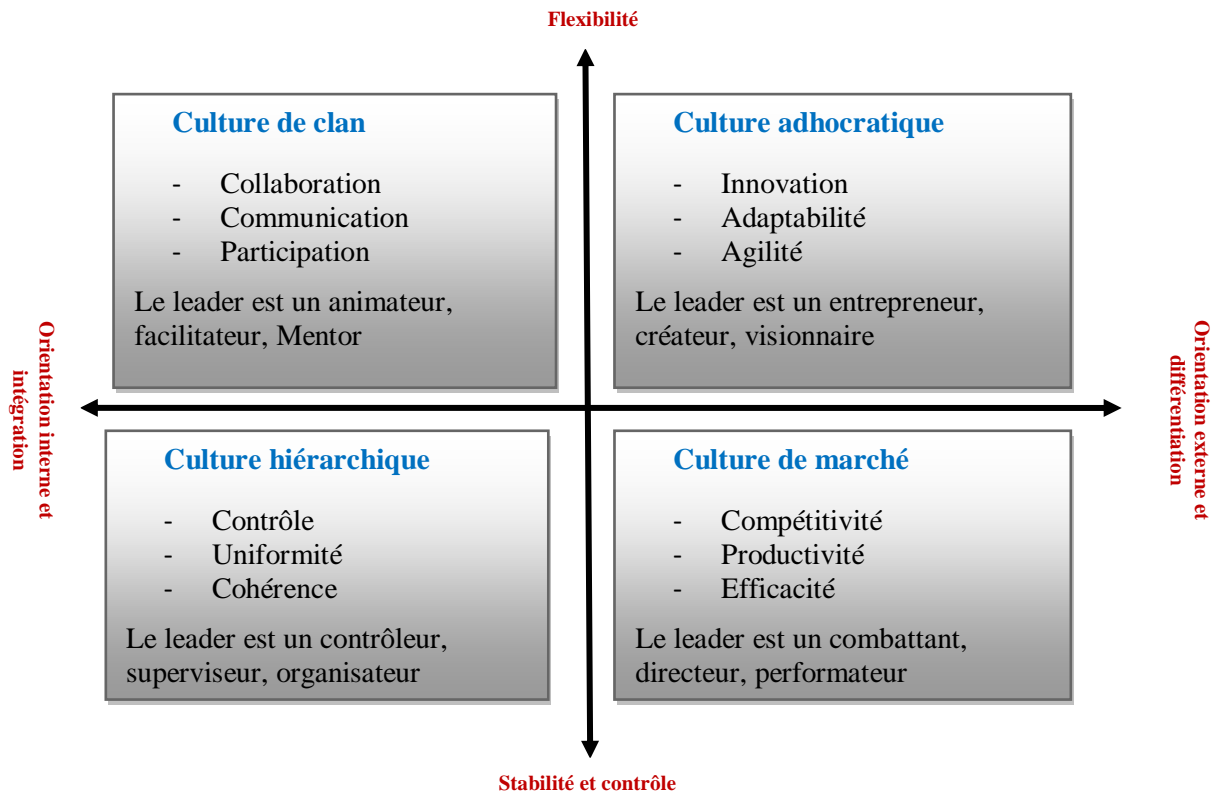 Flexibilité
Culture de clan
- Collaboration
- Communication
- Participation
Le leader est un animateur,
facilitateur, Mentor
Culture adhocratique
- Innovation
- Adaptabilité
- Agilité
Le leader est un entrepreneur,
créateur, visionnaire
Orientation interne et
intégration
Orientation externe et
différentiation
Culture hiérarchique
- Contrôle
- Uniformité
- Cohérence
Le leader est un contrôleur,
superviseur, organisateur
Culture de marché
- Compétitivité
- Productivité
- Efficacité
Le leader est un combattant,
directeur, performateur
Stabilité et contrôle